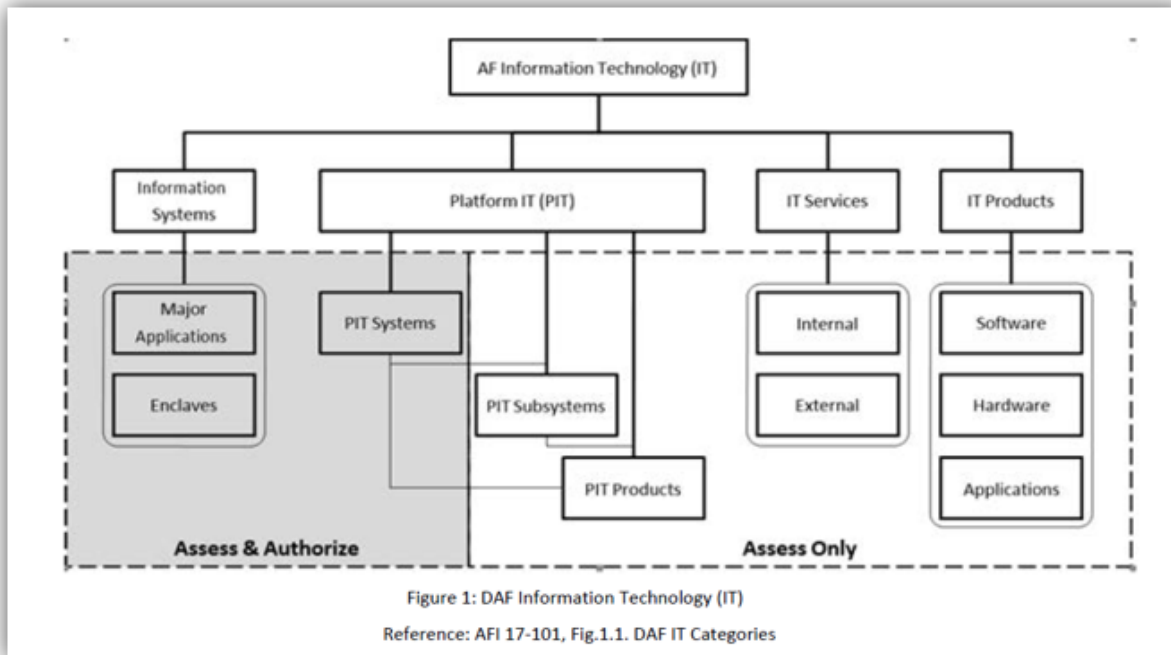 AF Information Technology (IT)
Information
Systems
Platform IT (PIT)
IT Services
IT Products
Major
Applications
PIT Systems
Internal
Software
Enclaves
PIT Subsystems
External
Hardware
PIT Products
Applications
Assess & Authorize
Assess Only
Figure 1: DAF Information Technology (IT)
Reference: AFI 17-101, Fig.1.1. DAF IT Categories